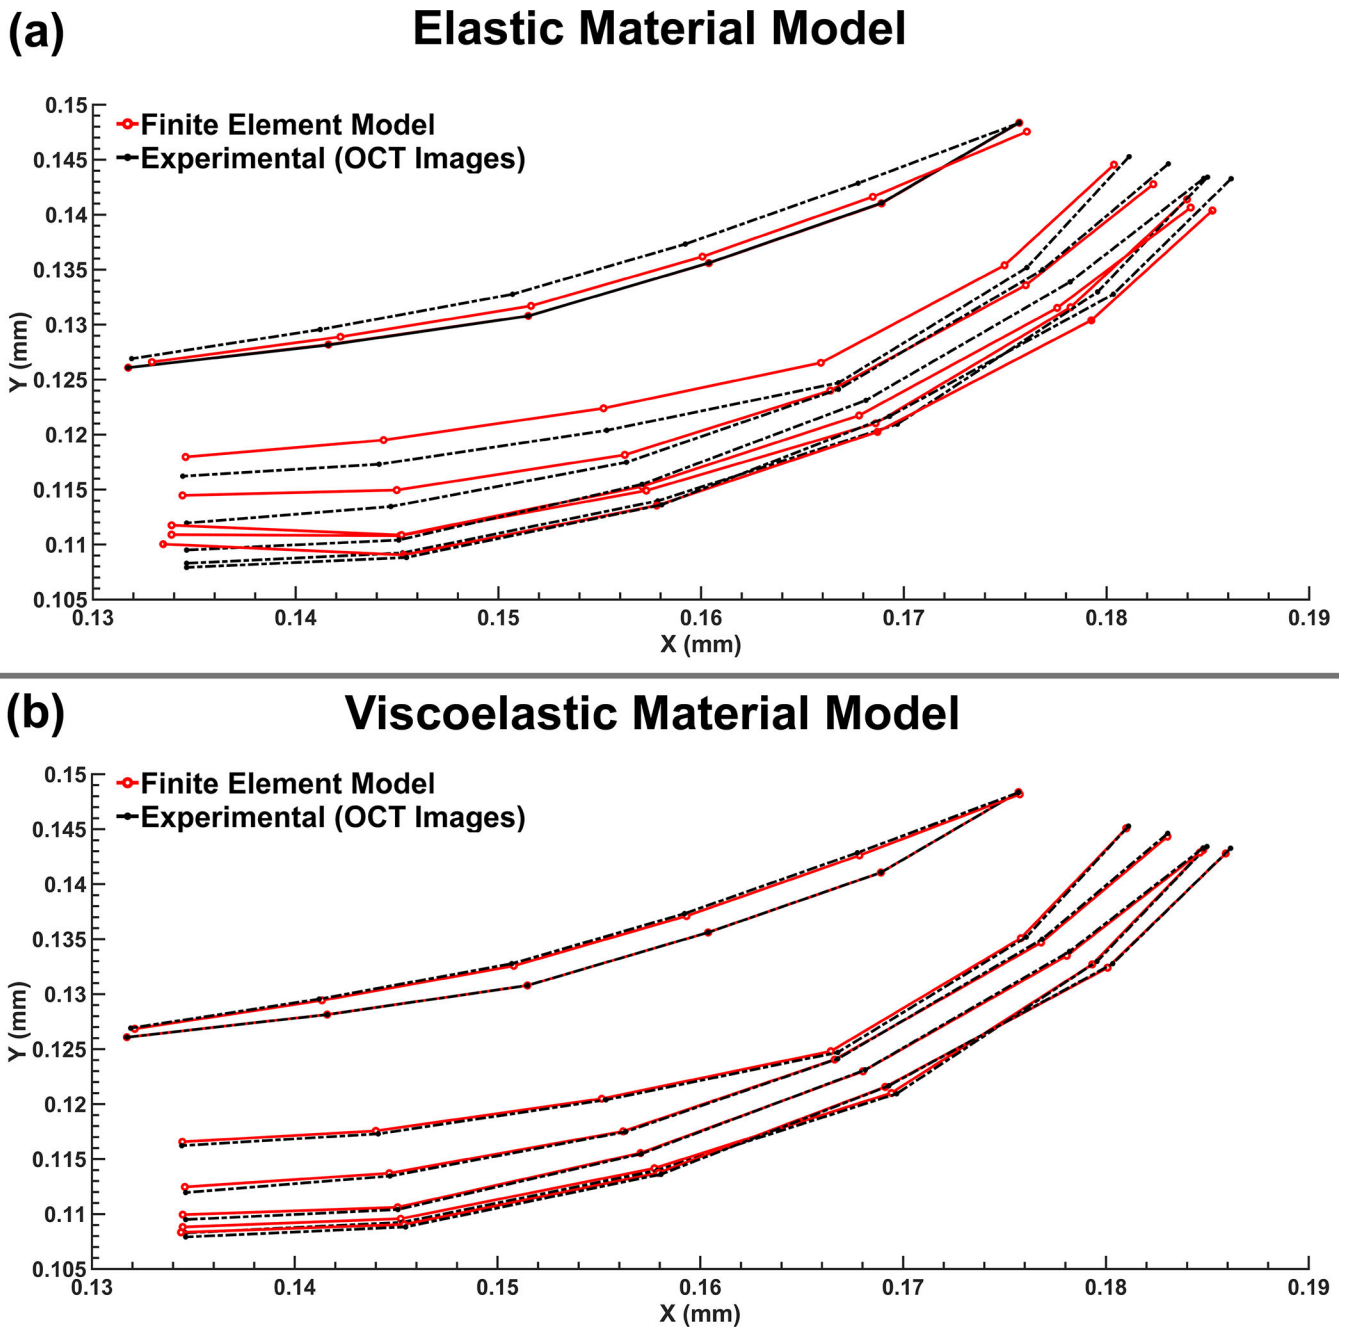 (a)
Elastic Material Model
Finite Element Model
Experimental (OCT Images)
Y (mm)
0.15
0.145
0.14
0.135
0.13
0.125
0.12
0.115
0.11
0.105
0.13 0.14 0.15 0.16 0.17 0.18 0.19
X (mm)
(b)
Viscoelastic Material Model
Finite Element Model
Experimental (OCT Images)
Y (mm)
0.15
0.145
0.14
0.135
0.13
0.125
0.12
0.115
0.11
0.105
0.13 0.14 0.15 0.16 0.17 0.18 0.19
X (mm)